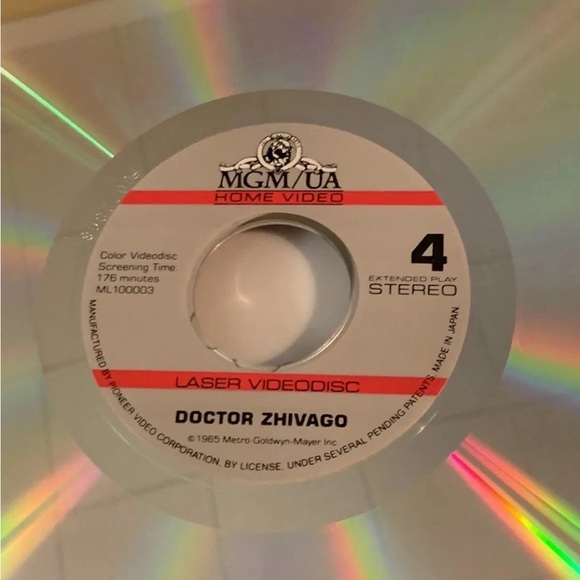 MGM/UA
HOME VIDEO
Color Videodisc
Screening Time:
176 minutes
ML100003
4
EXTENDED PLAY
STEREO
LASER VIDEODISC
DOCTOR ZHIVAGO
©1965 Metro-Goldwyn-Mayer Inc
MANUFACTURED BY PIONEER VIDEO CORPORATION, BY LICENSE. UNDER SEVERAL PENDING PATENTS. MADE IN JAPAN